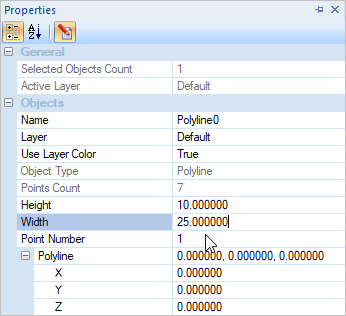 Properties
General
Selected Objects Count 1
Active Layer Default
Objects
Name Polyline0
Layer Default
Use Layer Color True
Object Type Polyline
Points Count 7
Height 10.000000
Width 25.000000
Point Number 1
Polyline 0.000000, 0.000000, 0.000000
X 0.000000
Y 0.000000
Z 0.000000